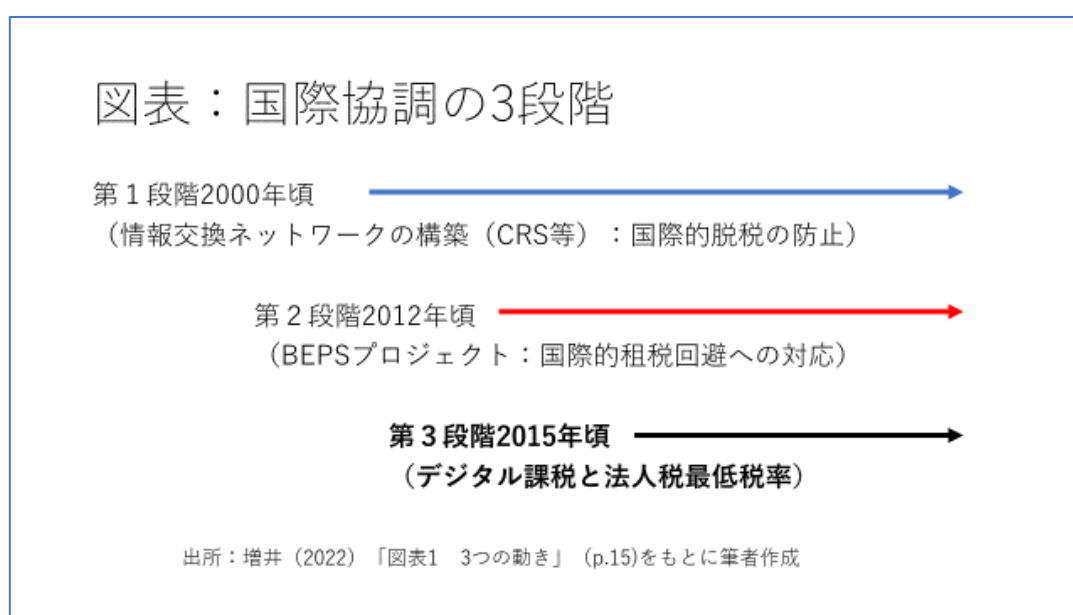 図表：国際協調の3段階
第１段階2000年頃
（情報交換ネットワークの構築（CRS等）：国際的脱税の防止）
第２段階2012年頃
（BEPSプロジェクト：国際的租税回避への対応）
第３段階2015年頃
（デジタル課税と法人税最低税率）
出所：増井（2022）「図表1　3つの動き」（p.15)をもとに筆者作成